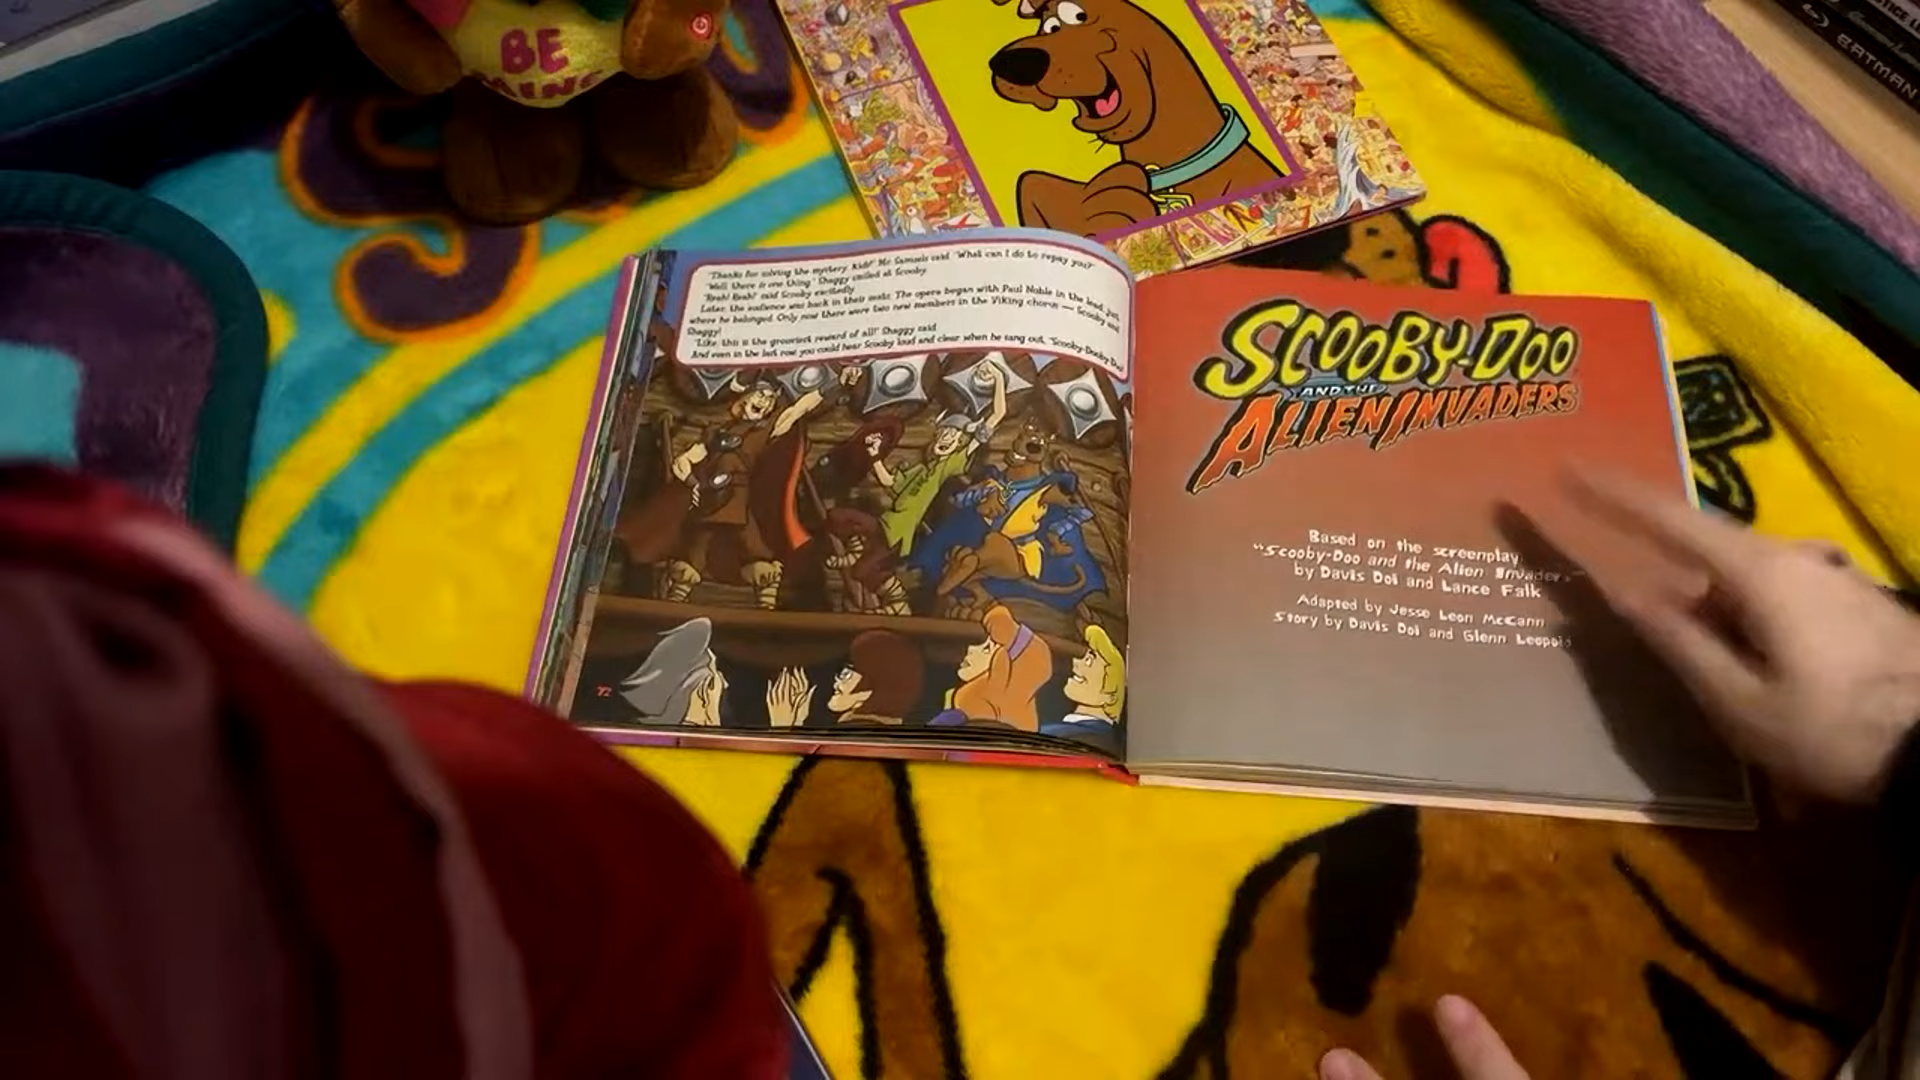 BE
MINE
BATMAN
"Thanks for solving the mystery, kids!" Mr. Samuels said. "What can I do to repay you?"
"Well, there is one thing." Shaggy smiled at Scooby.
"Reah! Reah!" said Scooby excitedly.
Later, the audience was back in their seats. The opera began with Paul Noble in the lead, just
where he belonged. Only now there were two new members in the Viking chorus — Scooby and
Shaggy!
"Like, this is the grooviest reward of all!" Shaggy said.
And even in the last row, you could hear Scooby loud and clear when he sang out, "Scooby-Dooby-Doo
72
SCOOBY-DOO
AND THE
ALIEN INVADERS
Based on the screenplay
"Scooby-Doo and the Alien Invaders
by Davis Doi and Lance Falk
Adapted by Jesse Leon McCann
Story by Davis Doi and Glenn Leopold